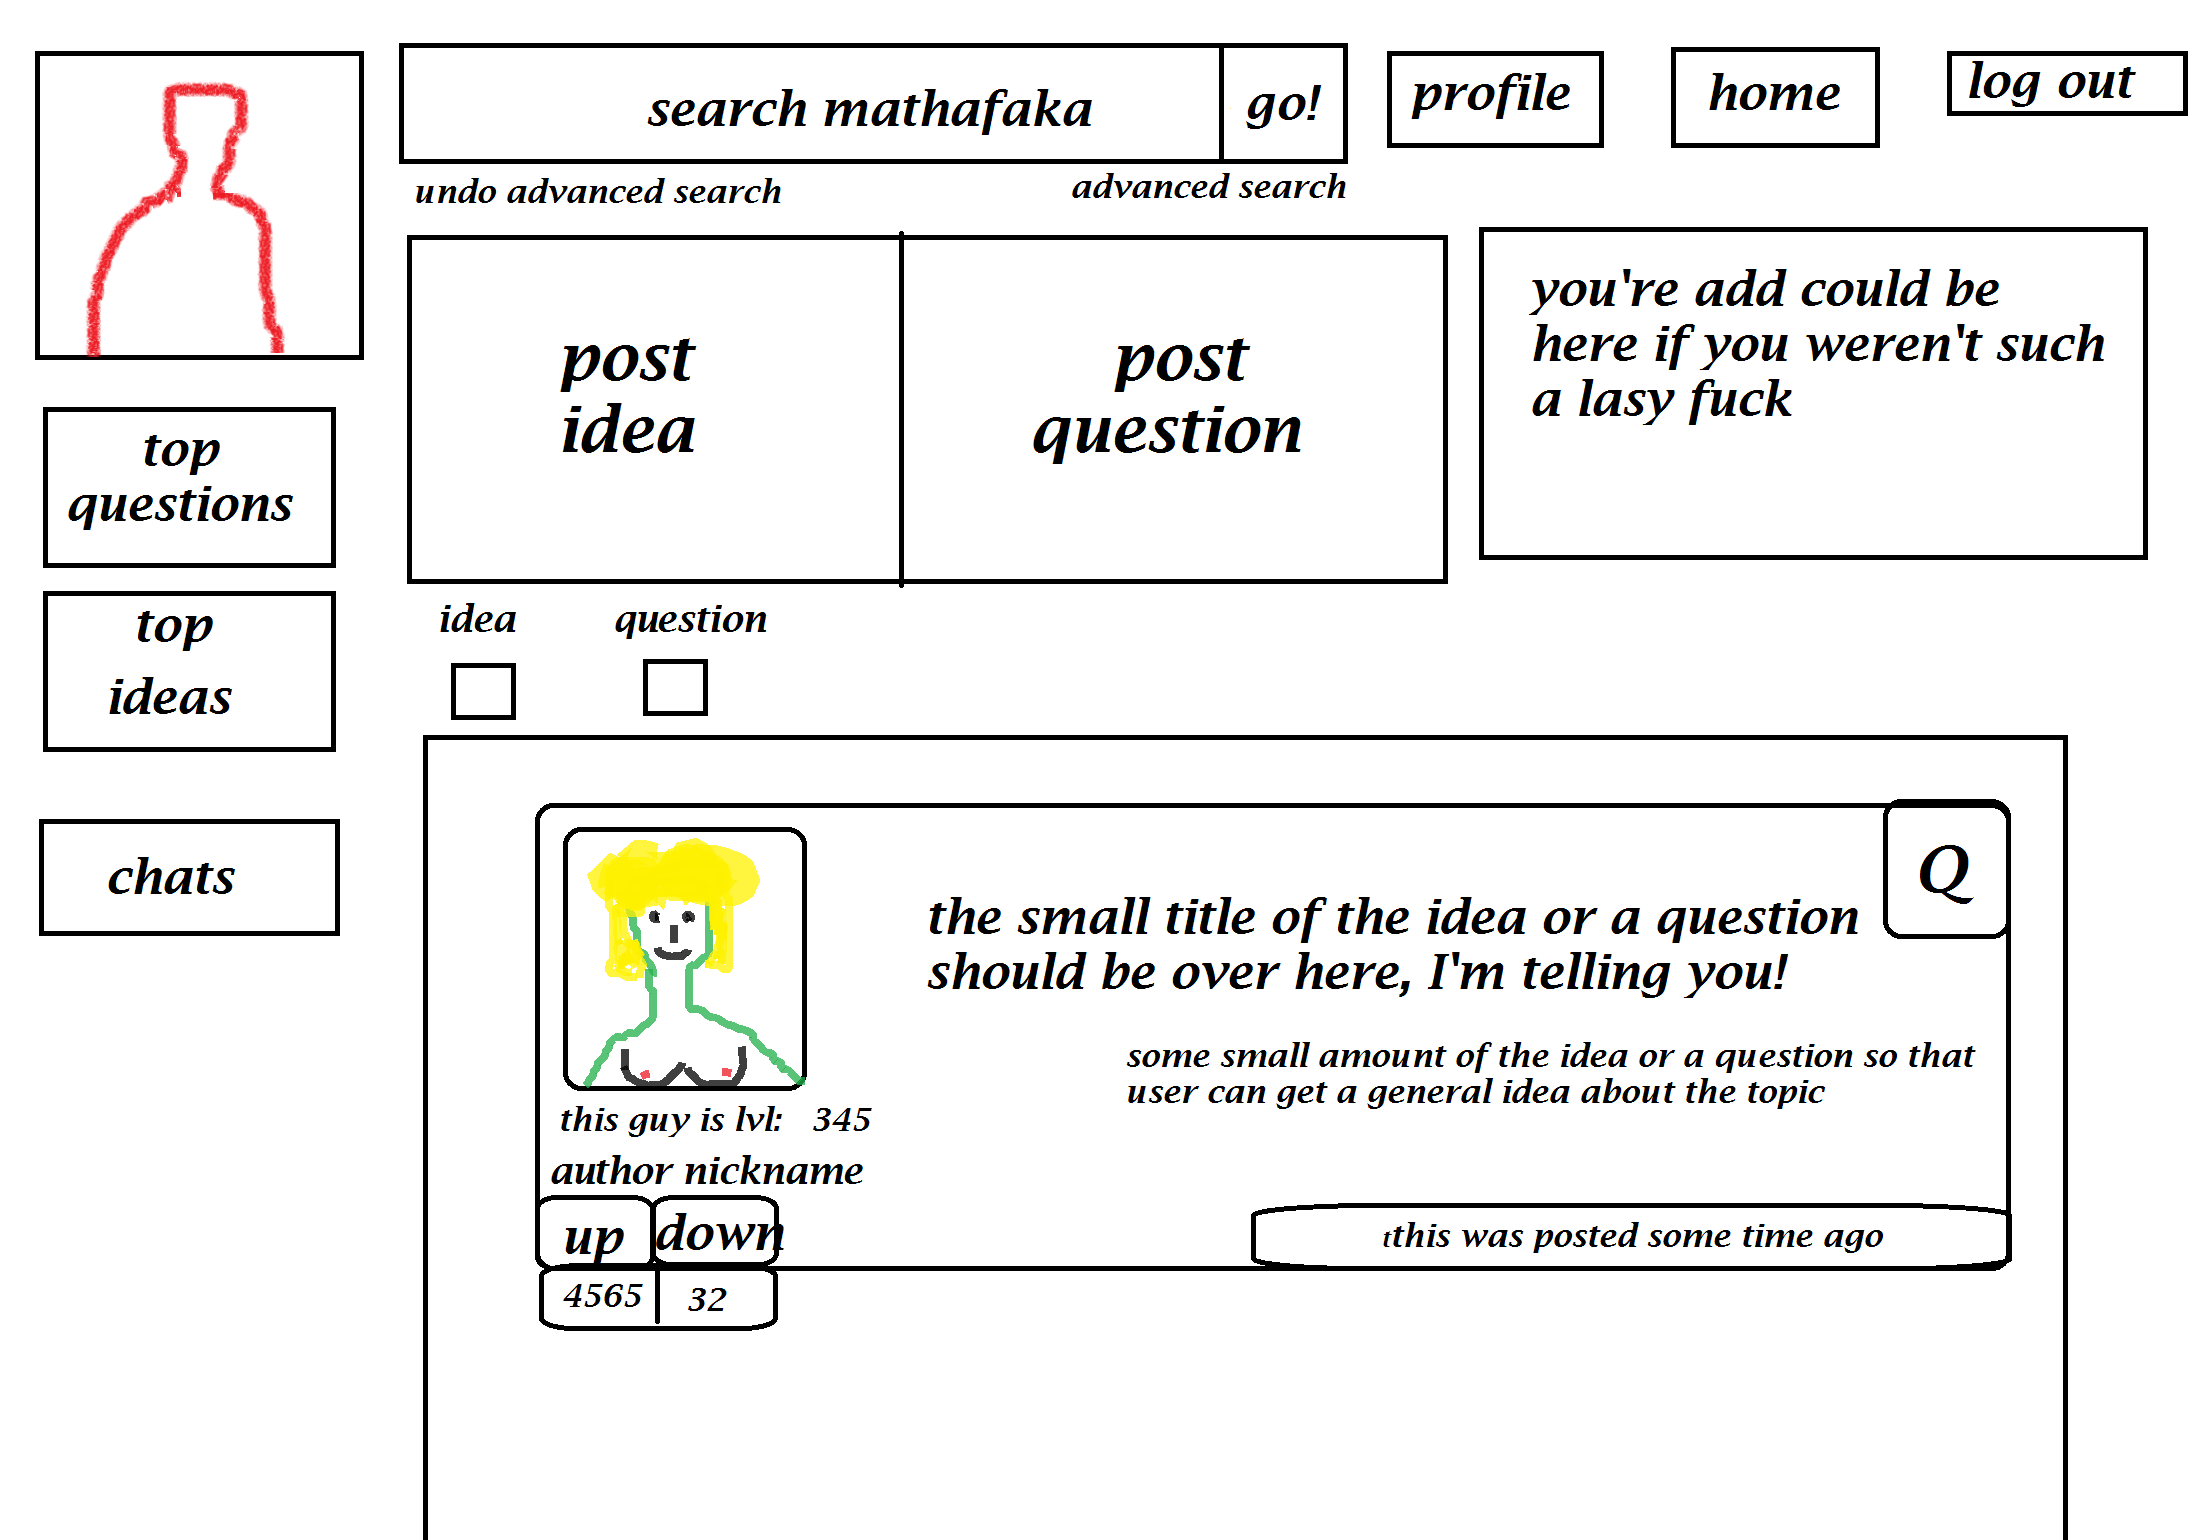 search mathafaka
go!
profile
home
log out
undo advanced search
advanced search
post
idea
post
question
you're add could be
here if you weren't such
a lasy fuck
top
questions
top
ideas
chats
idea
question
Q
the small title of the idea or a question
should be over here, I'm telling you!
some small amount of the idea or a question so that
user can get a general idea about the topic
this guy is lvl: 345
author nickname
up
down
4565
32
tthis was posted some time ago